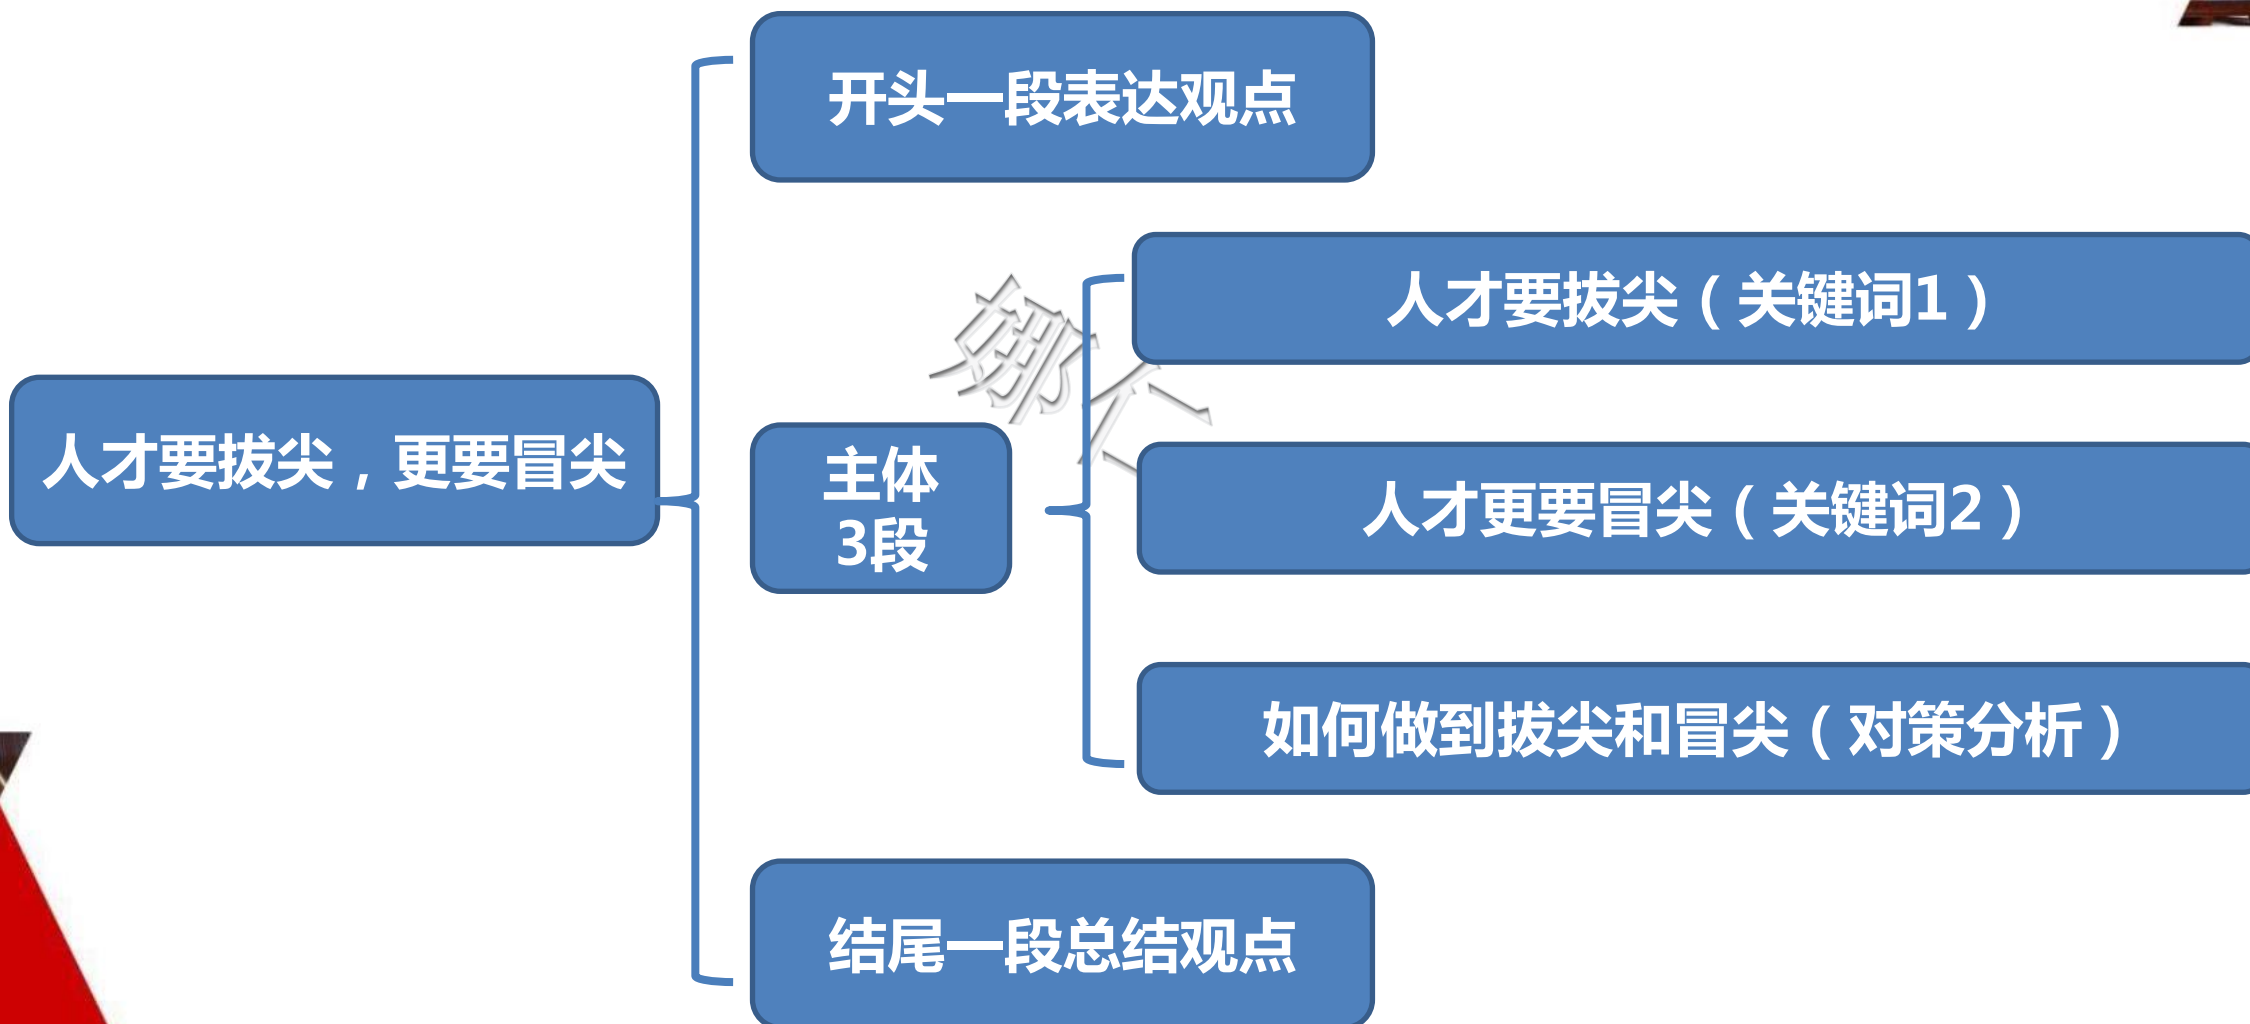 开头一段表达观点
人才要拔尖（关键词1）
人才要拔尖，更要冒尖
主体
3段
人才更要冒尖（关键词2）
如何做到拔尖和冒尖（对策分析）
结尾一段总结观点
娜仁